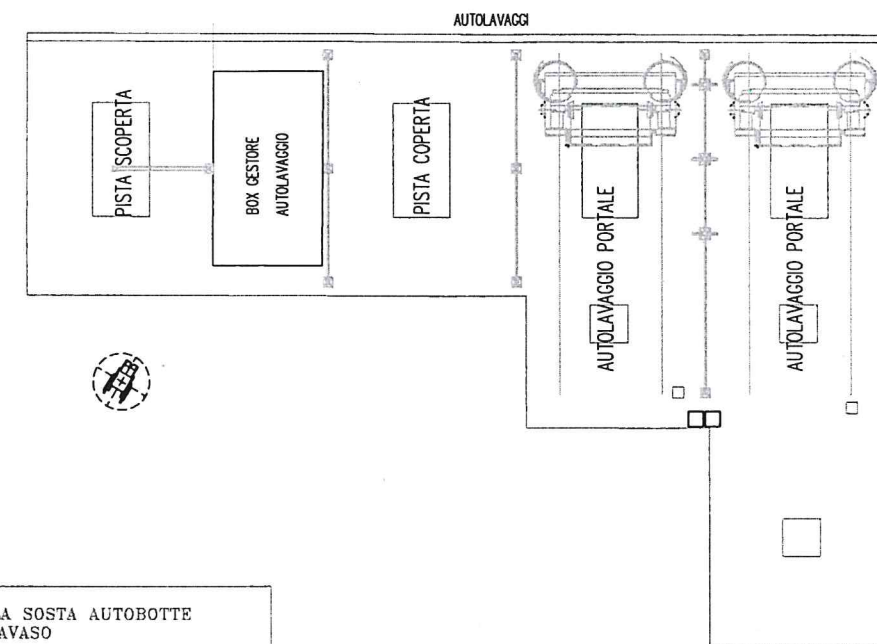 AUTOLAVAGGI
PISTA SCOPERTA
BOX GESTORE
AUTOLAVAGGIO
PISTA COPERTA
AUTOLAVAGGIO PORTALE
AUTOLAVAGGIO PORTALE
A SOSTA AUTOBOTTE
AVASO